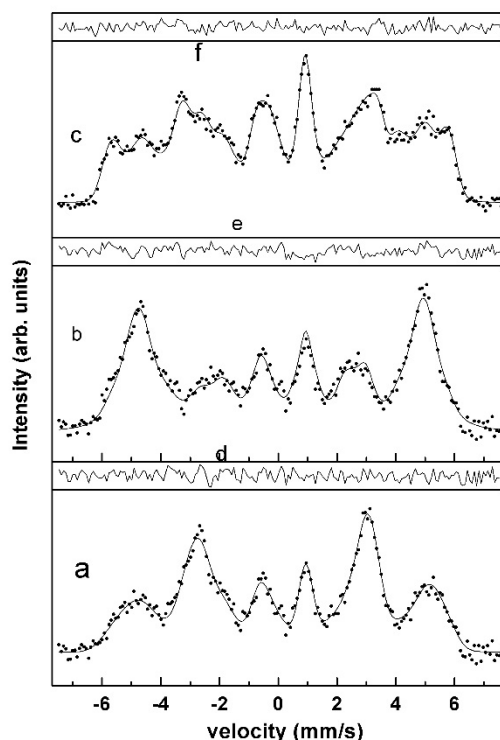 f
c
e
b
d
a
Intensity (arb. units)
-6 -4 -2 0 2 4 6
velocity (mm/s)